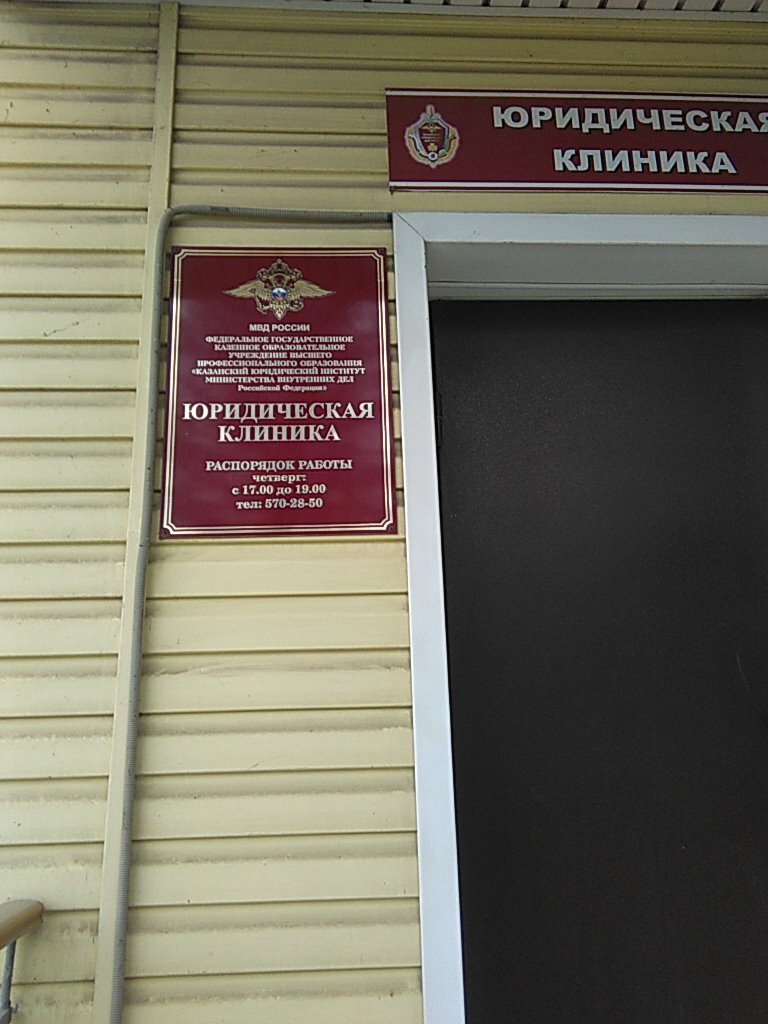 ЮРИДИЧЕСКАЯ
КЛИНИКА
МВД РОССИИ
ФЕДЕРАЛЬНОЕ ГОСУДАРСТВЕННОЕ
КАЗЕННОЕ ОБРАЗОВАТЕЛЬНОЕ
УЧРЕЖДЕНИЕ ВЫСШЕГО
ПРОФЕССИОНАЛЬНОГО ОБРАЗОВАНИЯ
«КАЗАНСКИЙ ЮРИДИЧЕСКИЙ ИНСТИТУТ
МИНИСТЕРСТВА ВНУТРЕННИХ ДЕЛ
Российской Федерации»
ЮРИДИЧЕСКАЯ
КЛИНИКА
РАСПОРЯДОК РАБОТЫ
четверг:
с 17.00 до 19.00
тел: 570-28-50